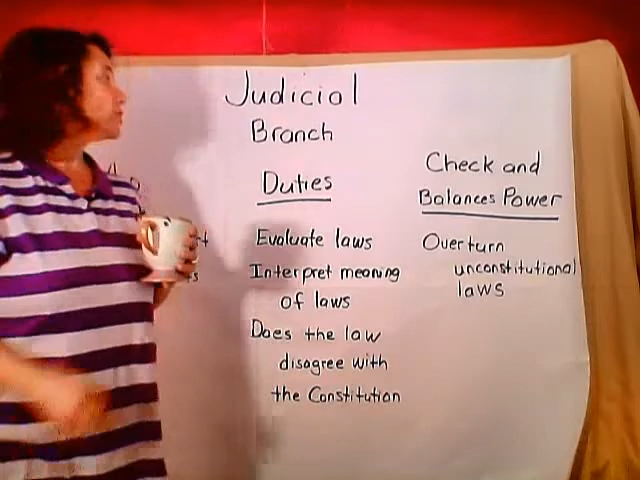 Judicial
Branch
Duties
Evaluate laws
Interpret meaning
of laws
Does the law
disagree with
the Constitution
Check and
Balances Power
Overturn
unconstitutional
laws